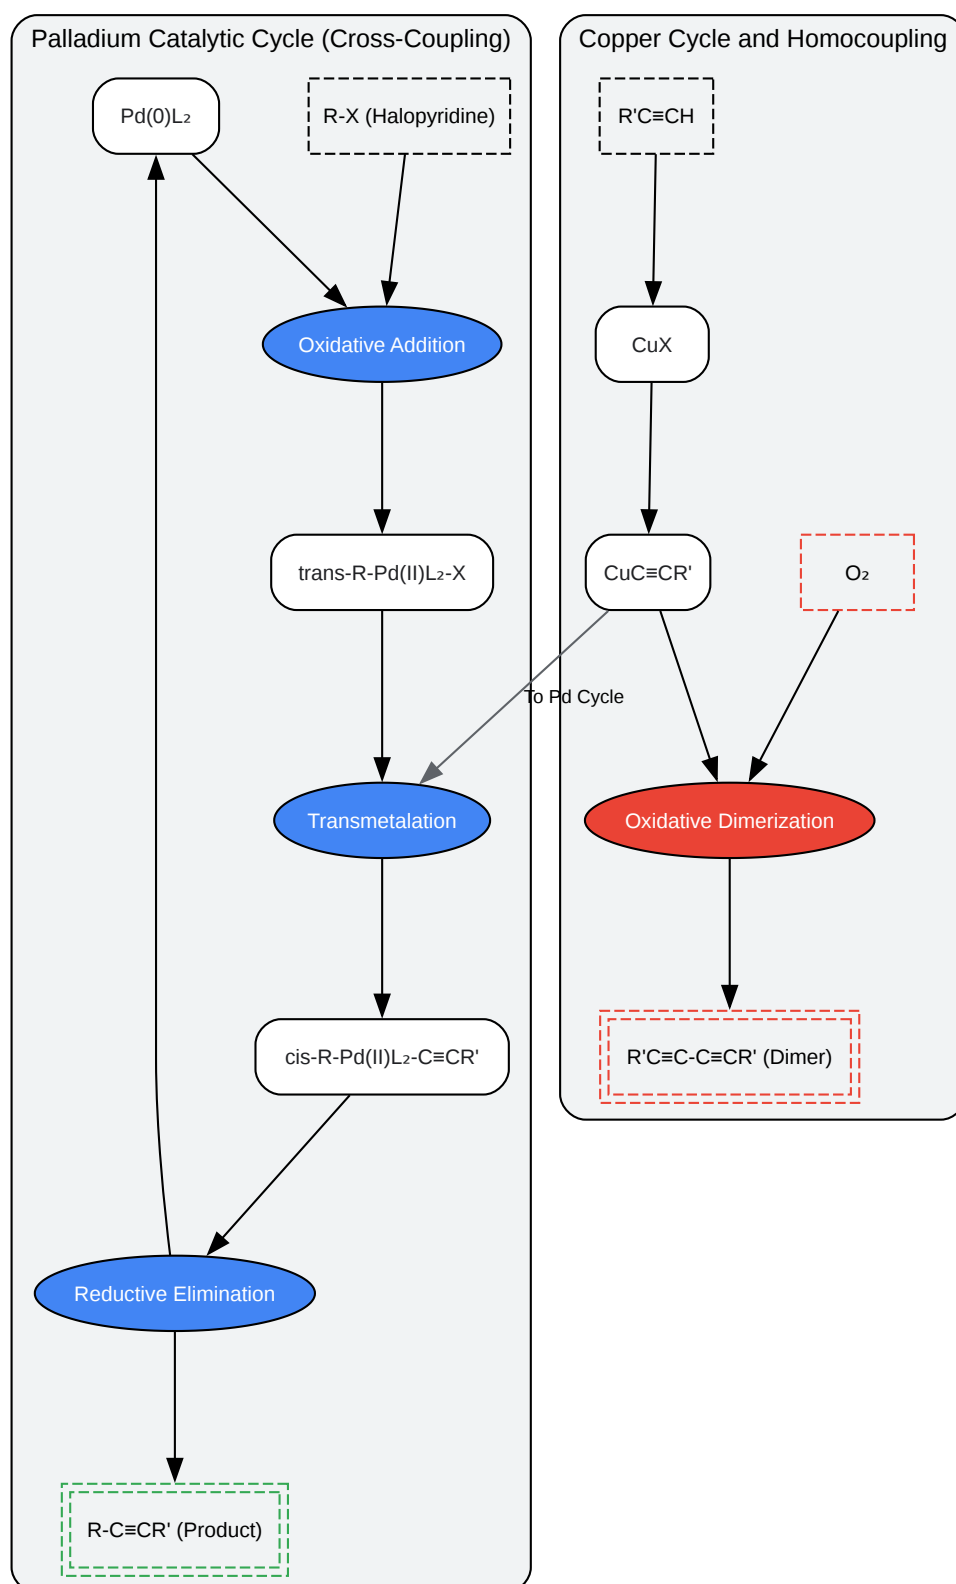 Palladium Catalytic Cycle (Cross-Coupling)
Pd(0)L₂
R-X (Halopyridine)
Oxidative Addition
trans-R-Pd(II)L₂-X
To Pd Cycle
Transmetalation
cis-R-Pd(II)L₂-C≡CR'
Reductive Elimination
R-C≡CR' (Product)
Copper Cycle and Homocoupling
R'C≡CH
CuX
CuC≡CR'
O₂
Oxidative Dimerization
R'C≡C-C≡CR' (Dimer)